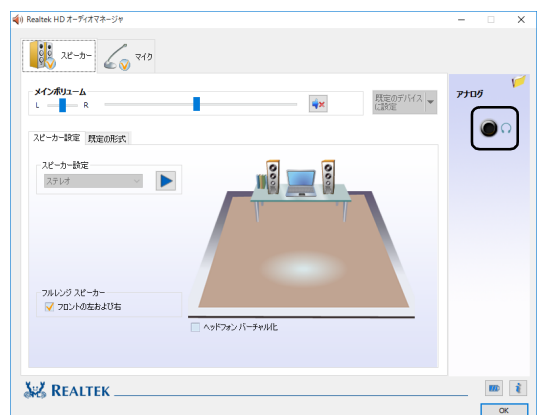 Realtek HD オーディオマネージャ
スピーカー
マイク
メインボリューム
L
R
既定のデバイスに設定
アナログ
スピーカー設定
既定の形式
スピーカー設定
ステレオ
フルレンジ スピーカー
フロントの左および右
ヘッドフォン バーチャル化
REALTEK
OK